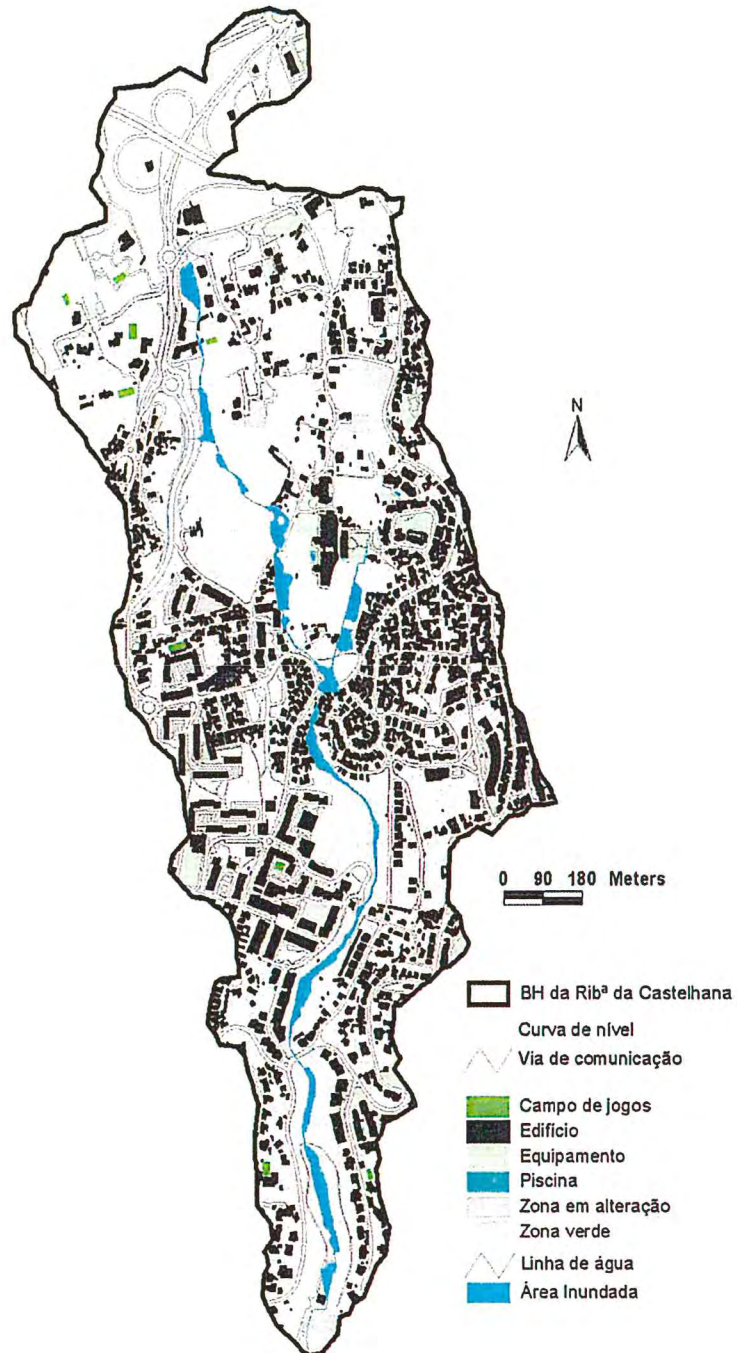 N
0 90 180 Meters
BH da Ribª da Castelhana
Curva de nível
Via de comunicação
Campo de jogos
Edifício
Equipamento
Piscina
Zona em alteração
Zona verde
Linha de água
Área Inundada